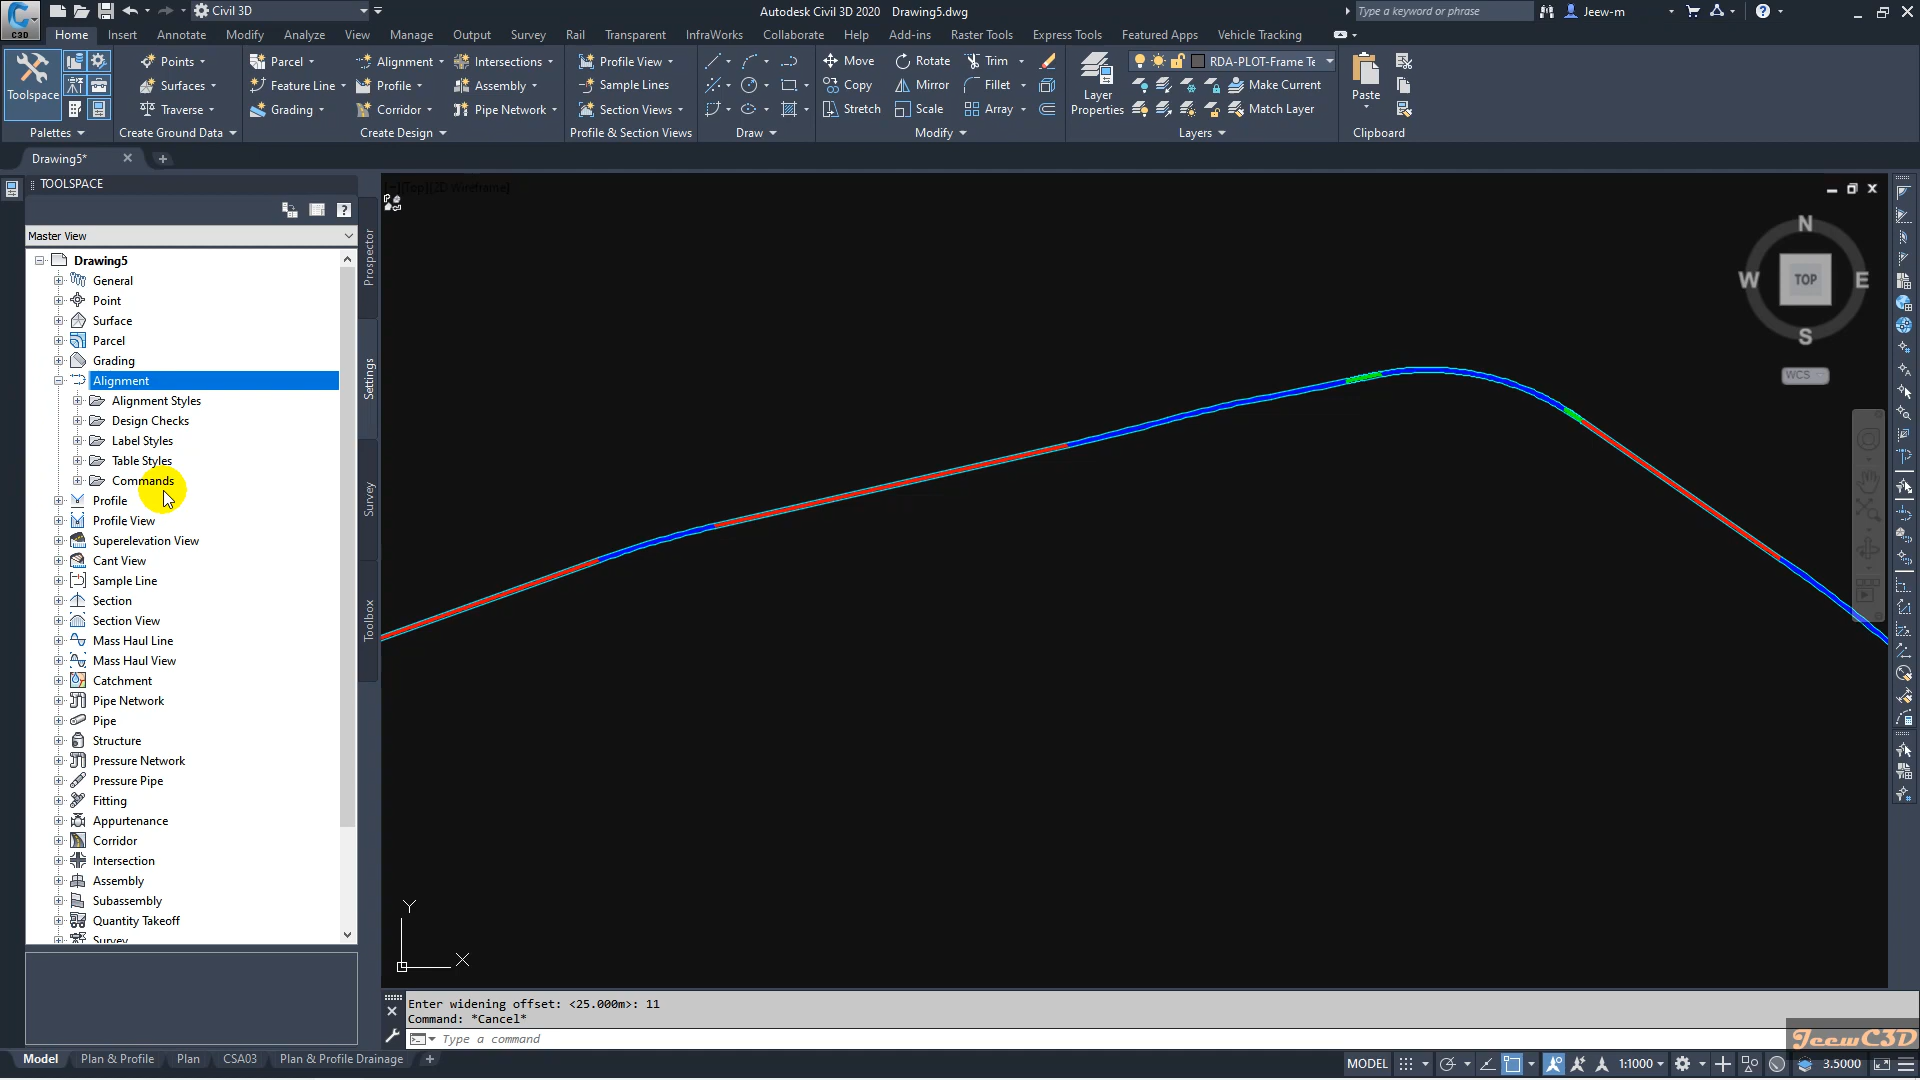 Civil 3D
Autodesk Civil 3D 2020 Drawing5.dwg
Type a keyword or phrase
Jeew-m
C3D
Home Insert Annotate Modify Analyze View Manage Output Survey Rail Transparent InfraWorks Collaborate Help Add-ins Raster Tools Express Tools Featured Apps Vehicle Tracking
Points Parcel Alignment Intersections Profile View Move Rotate Trim RDA-PLOT-Frame Te
Surfaces Feature Line Profile Assembly Sample Lines Copy Mirror Fillet Make Current
Toolspace Layer Properties Paste
Traverse Grading Corridor Pipe Network Section Views Stretch Scale Array Match Layer
Palettes Create Ground Data Create Design Profile & Section Views Draw Modify Layers Clipboard
Drawing5*
TOOLSPACE
[-][Top][2D Wireframe]
Master View
Drawing5
General
Point
Surface
Parcel
Grading
Alignment
Alignment Styles
Design Checks
Label Styles
Table Styles
Commands
Profile
Profile View
Superelevation View
Cant View
Sample Line
Section
Section View
Mass Haul Line
Mass Haul View
Catchment
Pipe Network
Pipe
Structure
Pressure Network
Pressure Pipe
Fitting
Appurtenance
Corridor
Intersection
Assembly
Subassembly
Quantity Takeoff
Survey
Prospector
Settings
Survey
Toolbox
N
W TOP E
S
WCS
Y
X
Enter widening offset: <25.000m>: 11
Command: *Cancel*
Type a command
JeewC3D
Model Plan & Profile Plan CSA03 Plan & Profile Drainage
MODEL 1:1000 3.5000